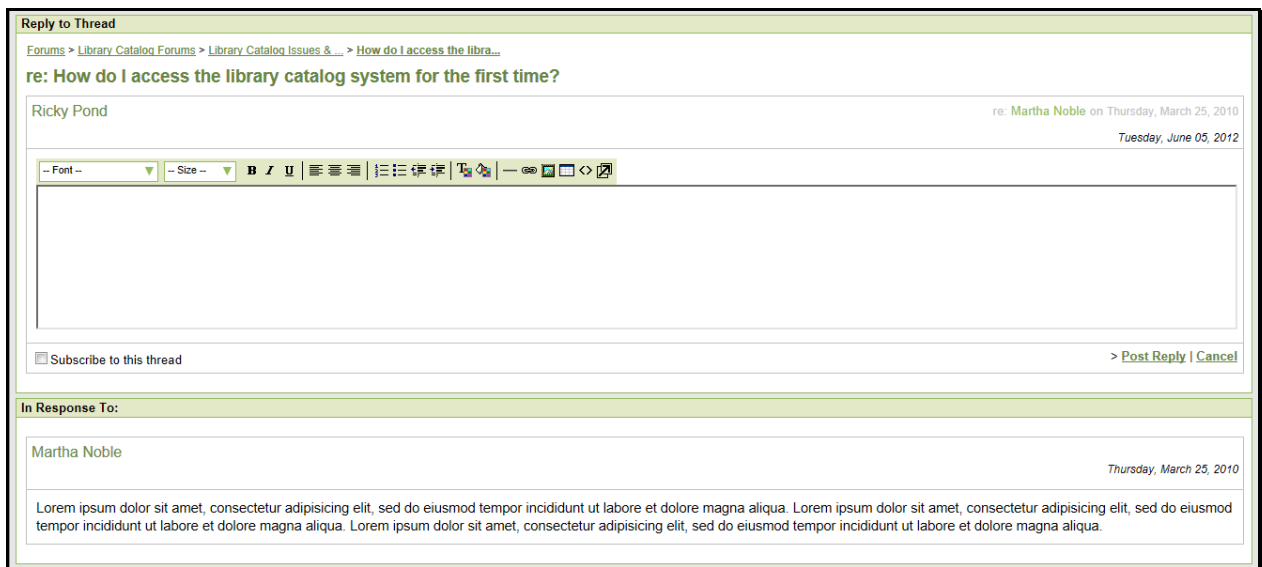 Reply to Thread
Forums > Library Catalog Forums > Library Catalog Issues & ... > How do I access the libra...
re: How do I access the library catalog system for the first time?
Ricky Pond
re: Martha Noble on Thursday, March 25, 2010
Tuesday, June 05, 2012
-- Font -- -- Size -- B I U
Subscribe to this thread
> Post Reply | Cancel
In Response To:
Martha Noble
Thursday, March 25, 2010
Lorem ipsum dolor sit amet, consectetur adipisicing elit, sed do eiusmod tempor incididunt ut labore et dolore magna aliqua. Lorem ipsum dolor sit amet, consectetur adipisicing elit, sed do eiusmod
tempor incididunt ut labore et dolore magna aliqua. Lorem ipsum dolor sit amet, consectetur adipisicing elit, sed do eiusmod tempor incididunt ut labore et dolore magna aliqua.